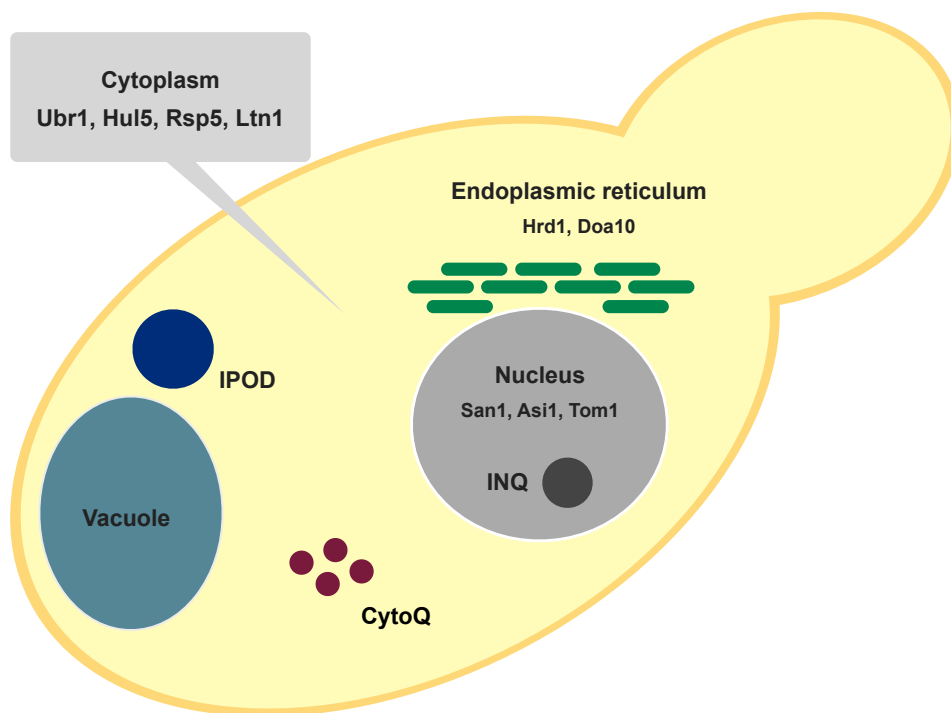 Cytoplasm
Ubr1, Hul5, Rsp5, Ltn1
Endoplasmic reticulum
Hrd1, Doa10
IPOD
Nucleus
San1, Asi1, Tom1
INQ
Vacuole
CytoQ